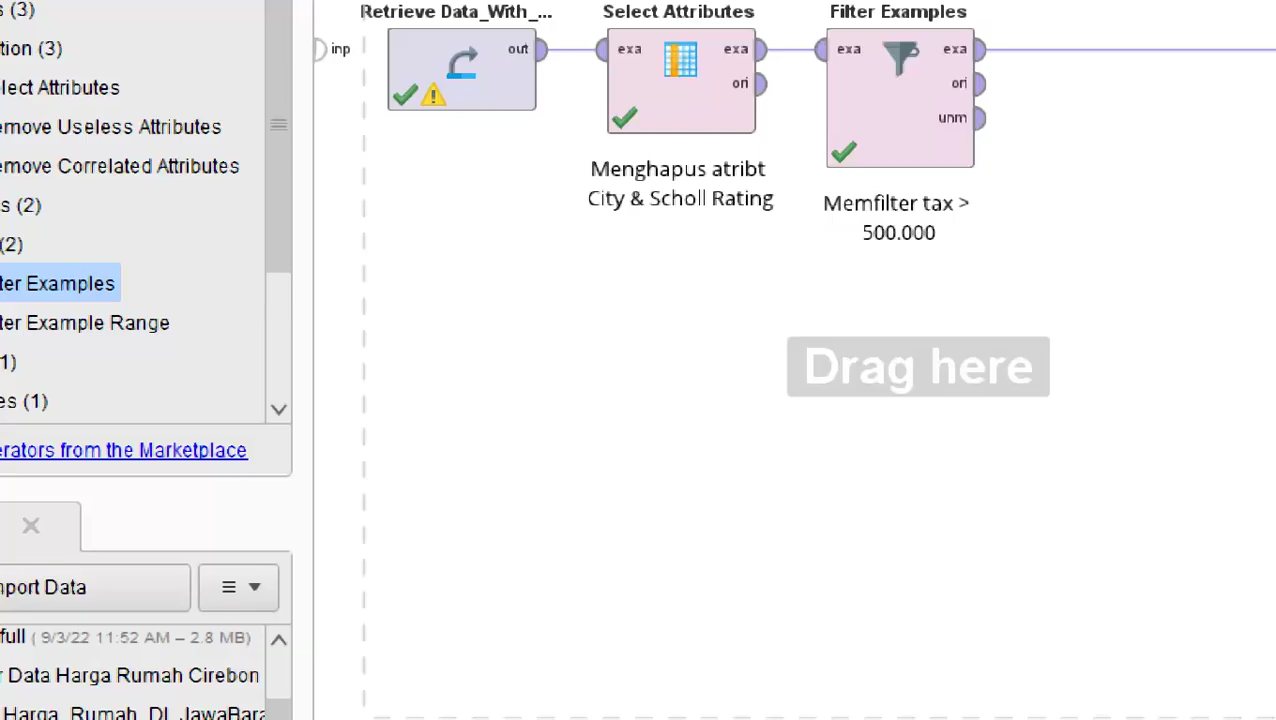 s (3)
Retrieve Data_With_...
Select Attributes
Filter Examples
inp
out
exa
exa
ori
exa
exa
ori
unm
tion (3)
lect Attributes
emove Useless Attributes
emove Correlated Attributes
s (2)
(2)
ter Examples
ter Example Range
1)
es (1)
erators from the Marketplace
Menghapus atribt
City & Scholl Rating
Memfilter tax >
500.000
Drag here
mport Data
full ( 9/3/22 11:52 AM – 2.8 MB)
r Data Harga Rumah Cirebon
Harga_Rumah_DI_JawaBara